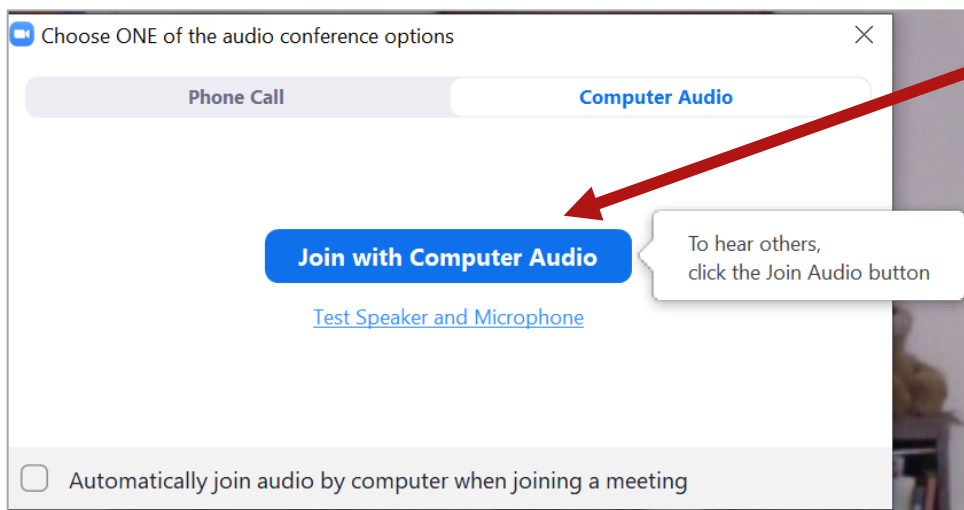 Choose ONE of the audio conference options
Phone Call
Computer Audio
Join with Computer Audio
To hear others,
click the Join Audio button
Test Speaker and Microphone
Automatically join audio by computer when joining a meeting